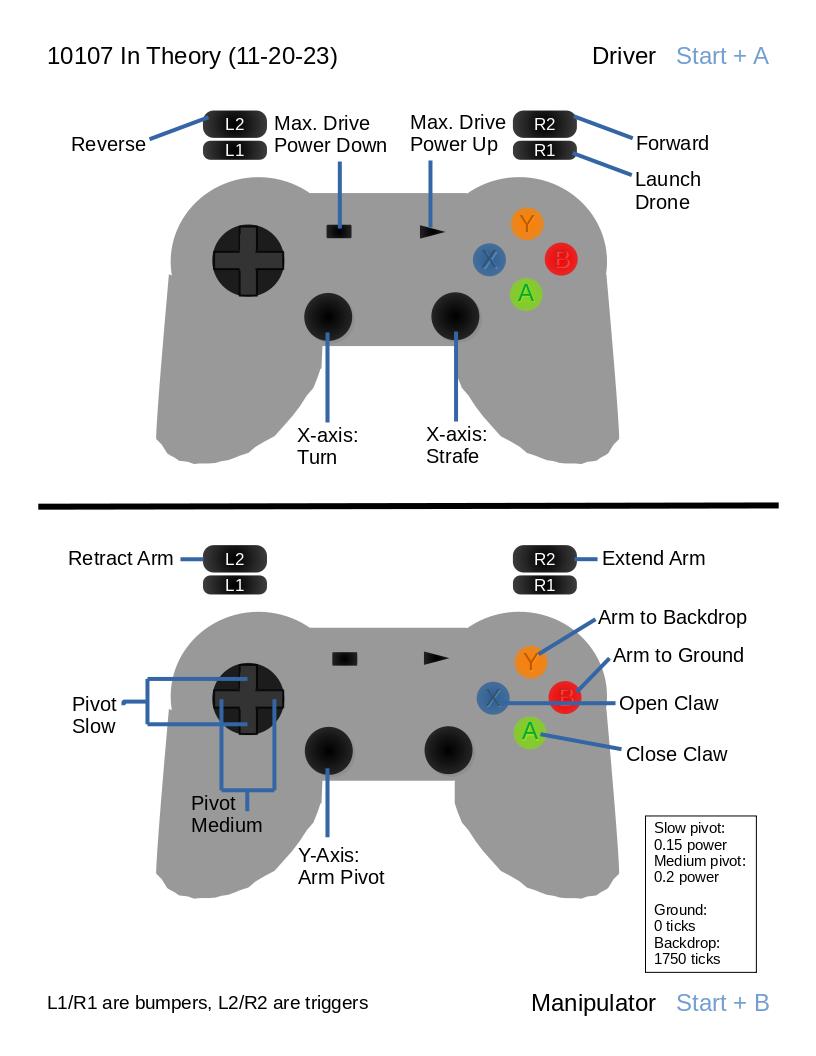 10107 In Theory (11-20-23)
Driver Start + A
L2
L1
Reverse
Max. Drive
Power Down
Max. Drive
Power Up
R2
R1
Forward
Launch
Drone
Y
X
B
A
X-axis:
Turn
X-axis:
Strafe
Retract Arm
L2
L1
R2
R1
Extend Arm
Arm to Backdrop
Arm to Ground
Open Claw
Close Claw
Y
X
B
A
Pivot
Slow
Pivot
Medium
Y-Axis:
Arm Pivot
Slow pivot:
0.15 power
Medium pivot:
0.2 power
Ground:
0 ticks
Backdrop:
1750 ticks
L1/R1 are bumpers, L2/R2 are triggers
Manipulator Start + B